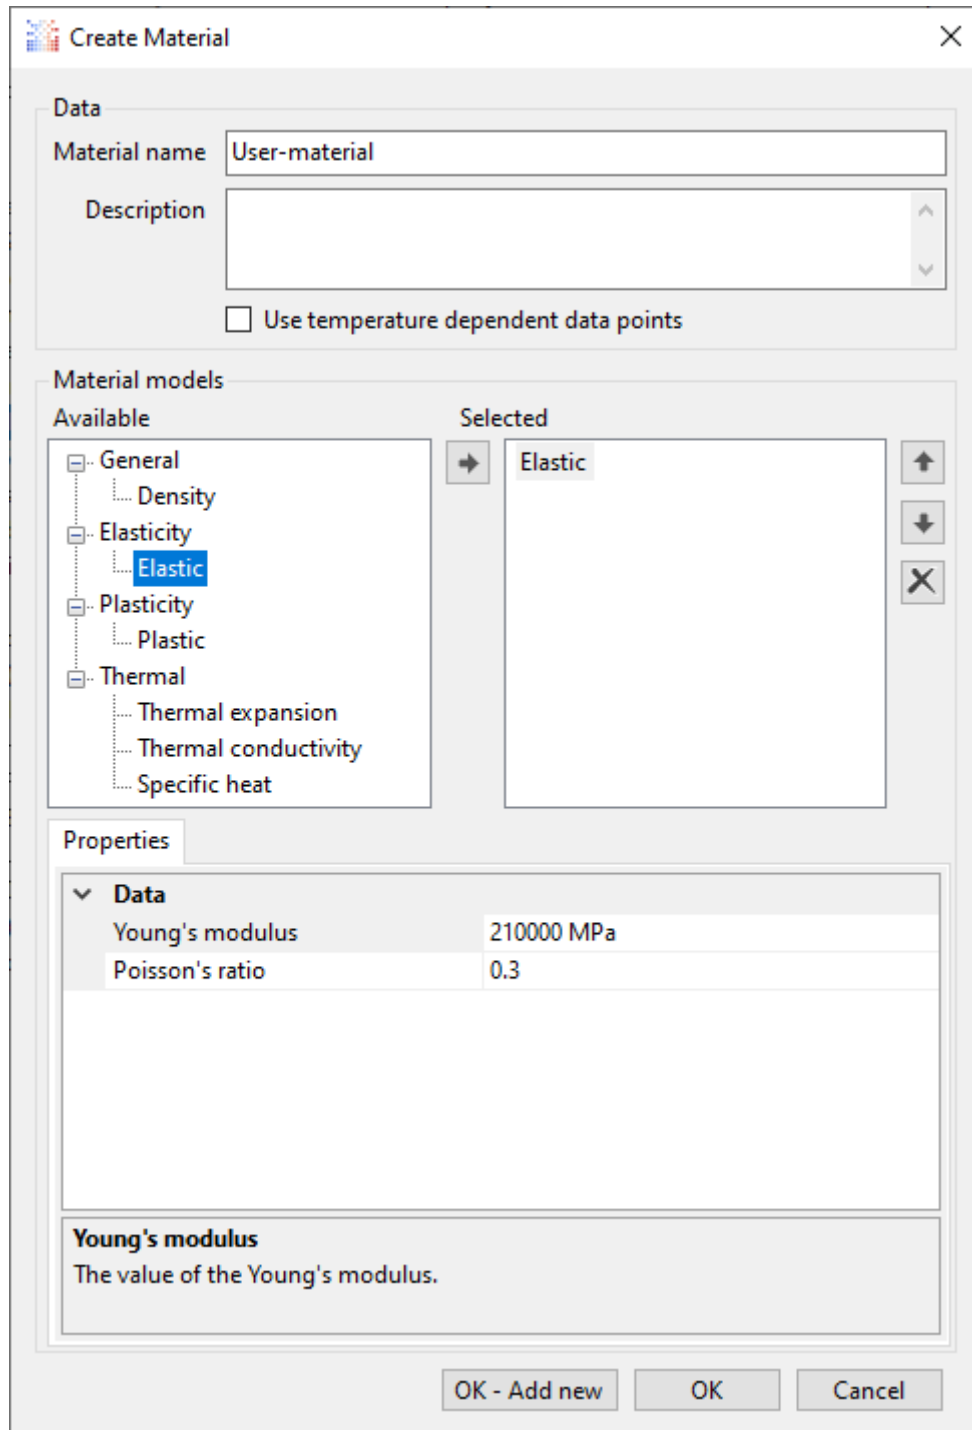 Create Material
Data
Material name User-material
Description
Use temperature dependent data points
Material models
Available Selected
General
Density
Elasticity
Elastic
Plasticity
Plastic
Thermal
Thermal expansion
Thermal conductivity
Specific heat
Elastic
Properties
Data
Young's modulus 210000 MPa
Poisson's ratio 0.3
Young's modulus
The value of the Young's modulus.
OK - Add new OK Cancel